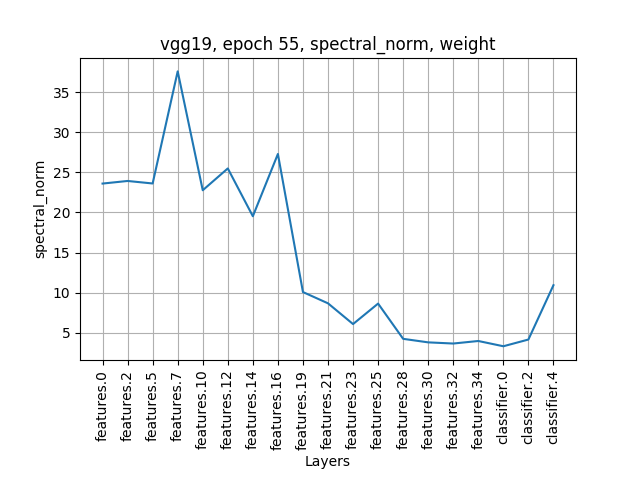 vgg19, epoch 55, spectral_norm, weight
35
30
25
20
15
10
5
spectral_norm
features.0
features.2
features.5
features.7
features.10
features.12
features.14
features.16
features.19
features.21
features.23
features.25
features.28
features.30
features.32
features.34
classifier.0
classifier.2
classifier.4
Layers